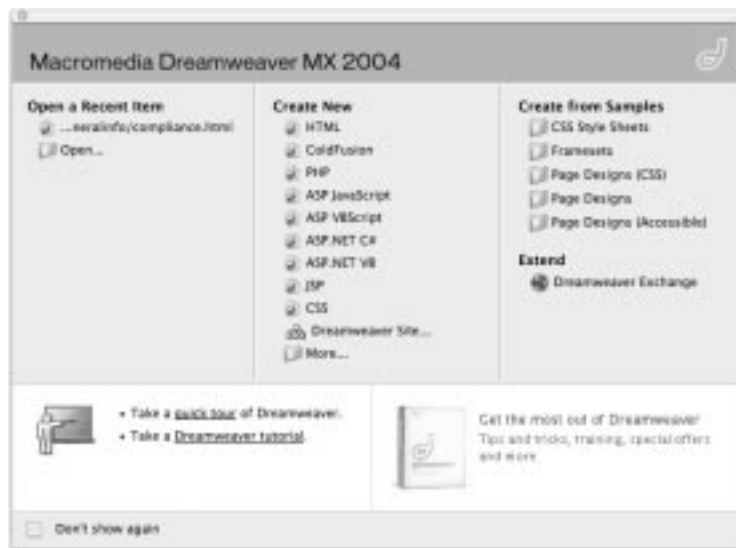 Macromedia Dreamweaver MX 2004
Open a Recent Item
...neralinfo/compliance.html
Open...
Create New
HTML
ColdFusion
PHP
ASP JavaScript
ASP VBScript
ASP.NET C#
ASP.NET VB
JSP
CSS
Dreamweaver Site...
More...
Create from Samples
CSS Style Sheets
Framesets
Page Designs (CSS)
Page Designs
Page Designs (Accessible)
Extend
Dreamweaver Exchange
• Take a quick tour of Dreamweaver.
• Take a Dreamweaver tutorial.
Get the most out of Dreamweaver
Tips and tricks, training, special offers
and more.
Don't show again